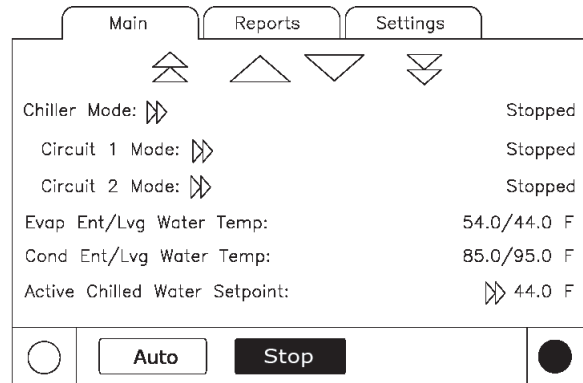 Main Reports Settings
Chiller Mode: Stopped
Circuit 1 Mode: Stopped
Circuit 2 Mode: Stopped
Evap Ent/Lvg Water Temp: 54.0/44.0 F
Cond Ent/Lvg Water Temp: 85.0/95.0 F
Active Chilled Water Setpoint: 44.0 F
Auto Stop